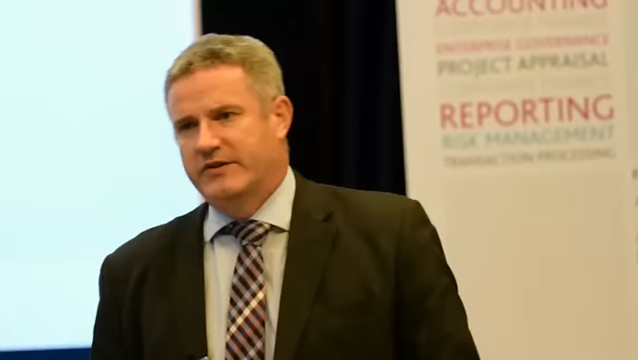 ACCOUNTING
ENTERPRISE GOVERNANCE
PROJECT APPRAISAL
REPORTING
RISK MANAGEMENT
TRANSACTION PROCESSING